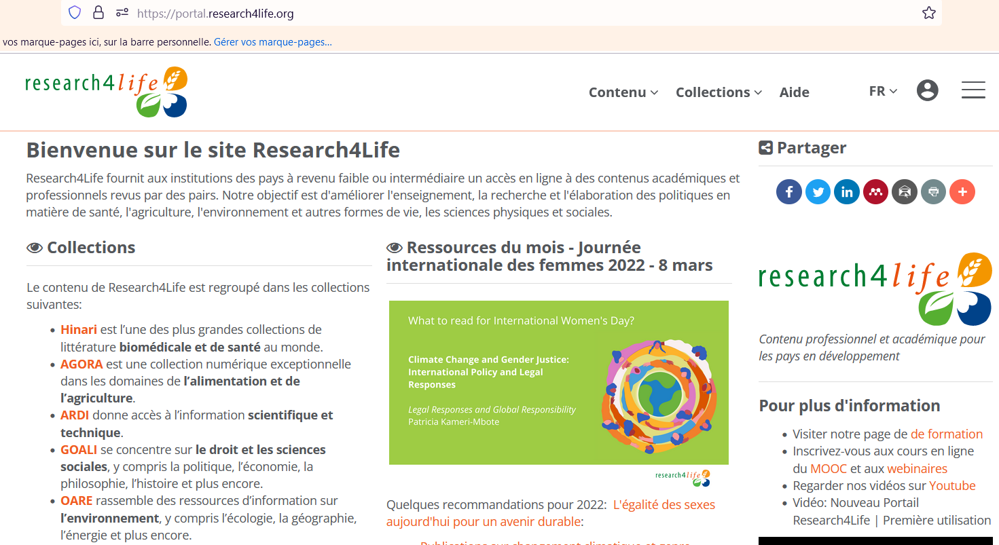 https://portal.research4life.org
vos marque-pages ici, sur la barre personnelle. Gérer vos marque-pages...
research4life
Contenu
Collections
Aide
FR
Bienvenue sur le site Research4Life
Research4Life fournit aux institutions des pays à revenu faible ou intermédiaire un accès en ligne à des contenus académiques et
professionnels revus par des pairs. Notre objectif est d'améliorer l'enseignement, la recherche et l'élaboration des politiques en
matière de santé, l'agriculture, l'environnement et autres formes de vie, les sciences physiques et sociales.
Collections
Le contenu de Research4Life est regroupé dans les collections
suivantes:
Hinari est l’une des plus grandes collections de
littérature biomédicale et de santé au monde.
AGORA est une collection numérique exceptionnelle
dans les domaines de l’alimentation et de
l’agriculture.
ARDI donne accès à l’information scientifique et
technique.
GOALI se concentre sur le droit et les sciences
sociales, y compris la politique, l’économie, la
philosophie, l’histoire et plus encore.
OARE rassemble des ressources d’information sur
l’environnement, y compris l’écologie, la géographie,
l’énergie et plus encore.
Ressources du mois - Journée
internationale des femmes 2022 - 8 mars
What to read for International Women's Day?
Climate Change and Gender Justice:
International Policy and Legal
Responses
Legal Responses and Global Responsibility
Patricia Kameri-Mbote
research4life
Quelques recommandations pour 2022: L'égalité des sexes
aujourd'hui pour un avenir durable:
Publications sur changement climatique et genre
Partager
research4life
Contenu professionnel et académique pour
les pays en développement
Pour plus d'information
Visiter notre page de de formation
Inscrivez-vous aux cours en ligne
du MOOC et aux webinaires
Regarder nos vidéos sur Youtube
Vidéo: Nouveau Portail
Research4Life | Première utilisation